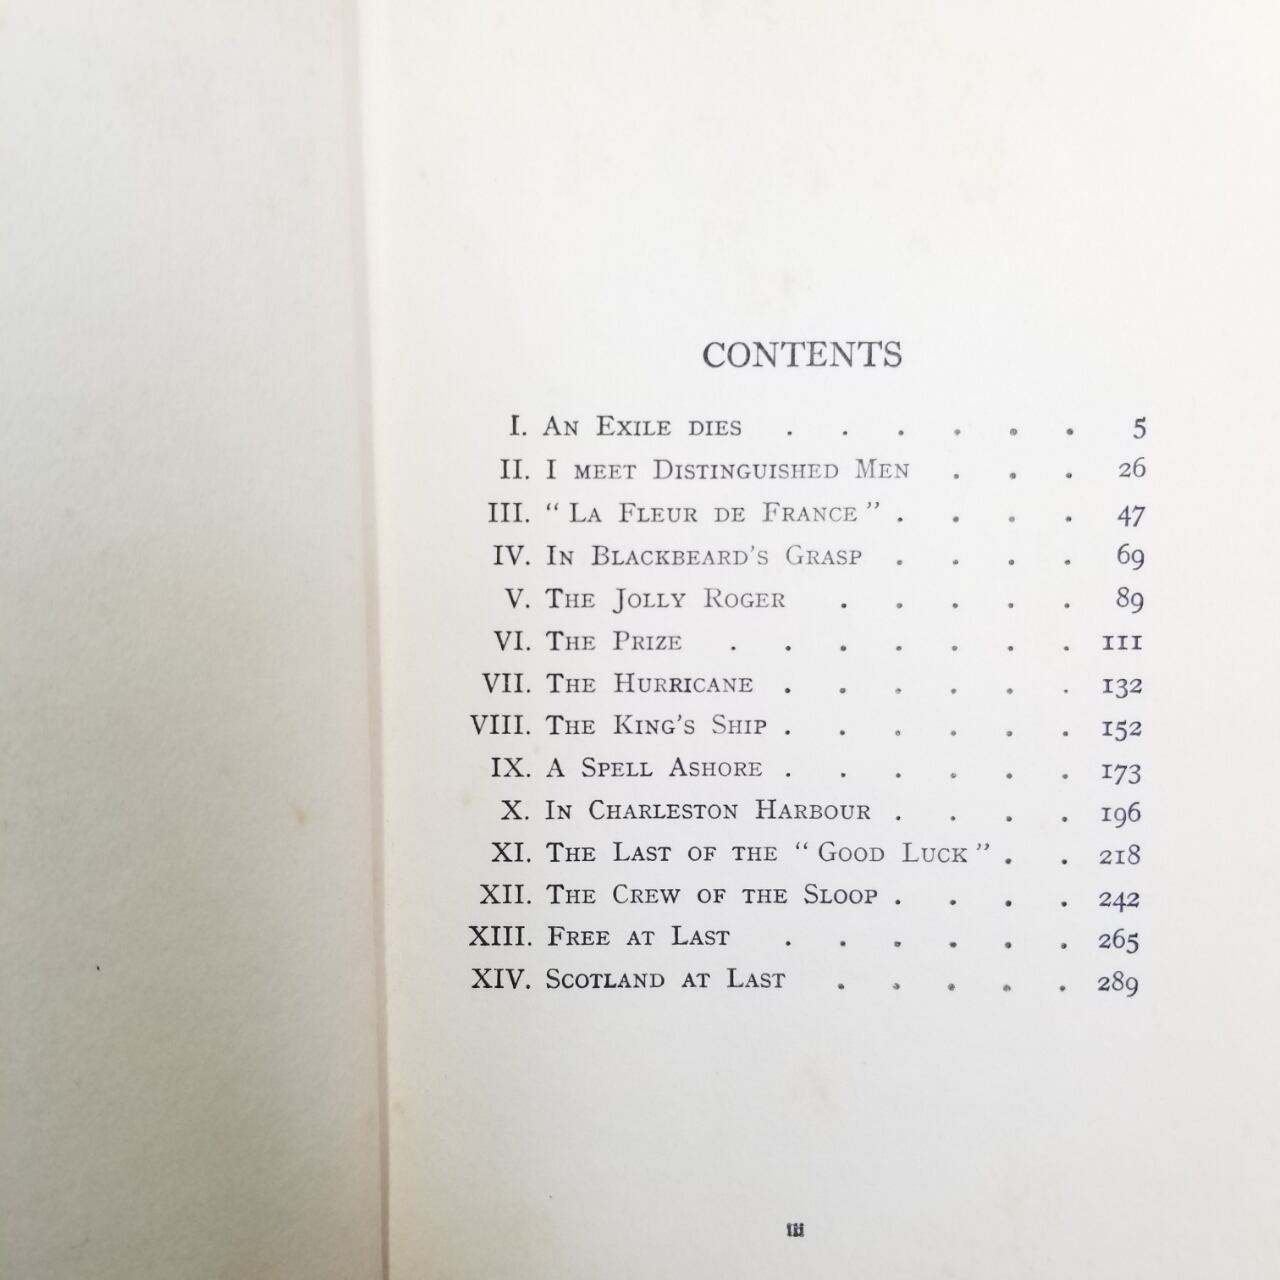 CONTENTS
I. An Exile dies . . . . . . 5
II. I meet Distinguished Men . . . 26
III. “ La Fleur de France ” . . . . 47
IV. In Blackbeard's Grasp . . . . 69
V. The Jolly Roger . . . . . 89
VI. The Prize . . . . . . . 111
VII. The Hurricane . . . . . . 132
VIII. The King's Ship . . . . . . 152
IX. A Spell Ashore . . . . . . 173
X. In Charleston Harbour . . . . 196
XI. The Last of the “ Good Luck ” . . 218
XII. The Crew of the Sloop . . . . 242
XIII. Free at Last . . . . . . 265
XIV. Scotland at Last . . . . . 289
iii